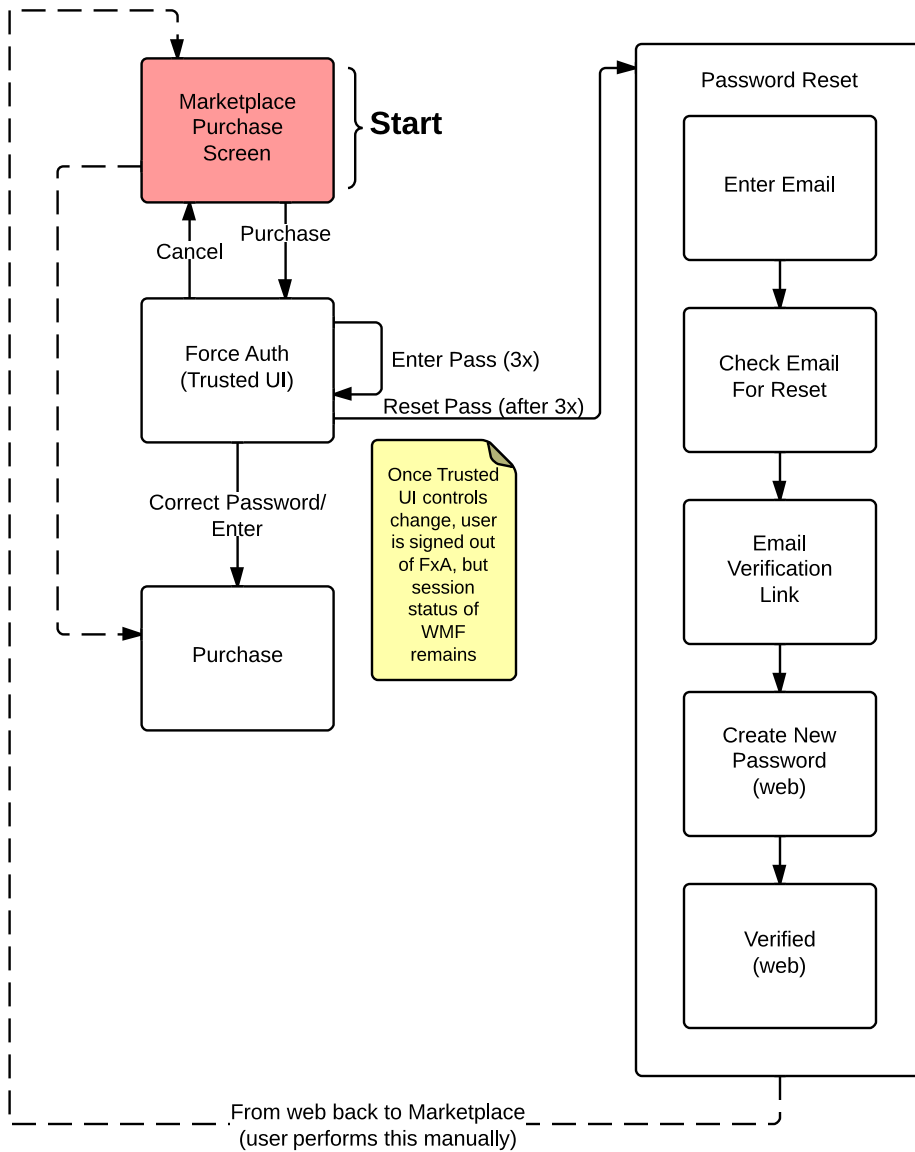 Marketplace
Purchase
Screen
Start
Cancel
Purchase
Force Auth
(Trusted UI)
Enter Pass (3x)
Reset Pass (after 3x)
Correct Password/
Enter
Once Trusted
UI controls
change, user
is signed out
of FxA, but
session
status of
WMF
remains
Purchase
Password Reset
Enter Email
Check Email
For Reset
Email
Verification
Link
Create New
Password
(web)
Verified
(web)
From web back to Marketplace
(user performs this manually)